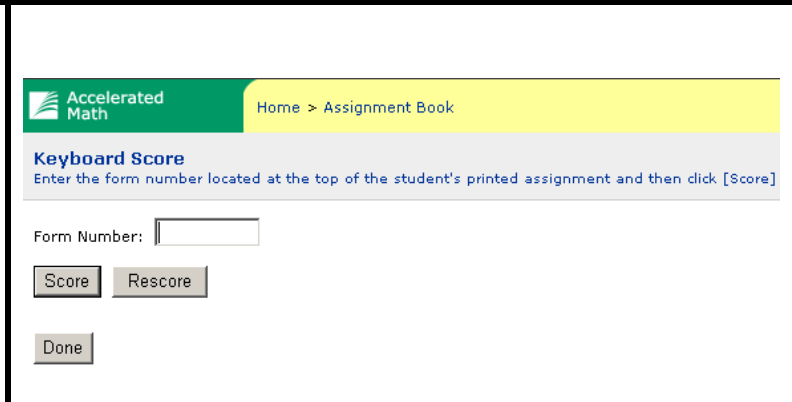 Accelerated
Math
Home > Assignment Book
Keyboard Score
Enter the form number located at the top of the student's printed assignment and then click [Score]
Form Number:
Score Rescore
Done